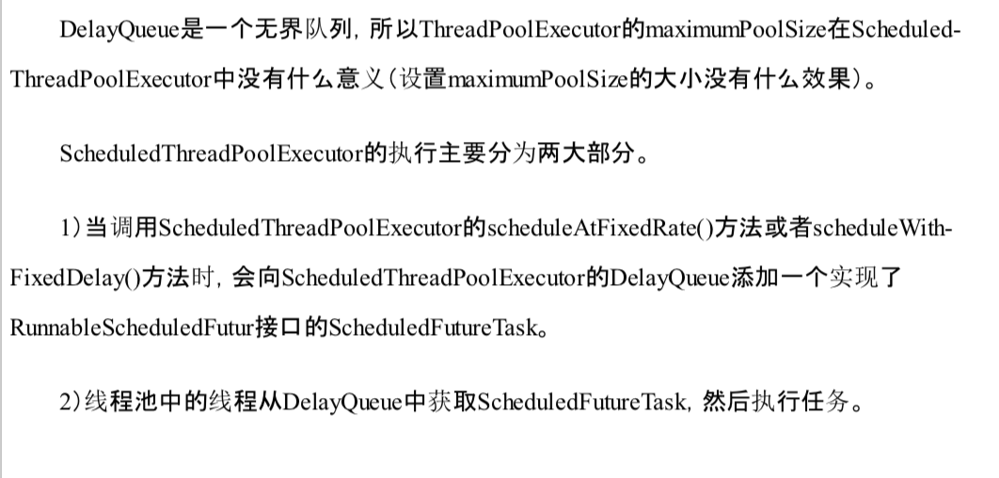 DelayQueue是一个无界队列，所以ThreadPoolExecutor的maximumPoolSize在Scheduled-
ThreadPoolExecutor中没有什么意义（设置maximumPoolSize的大小没有什么效果）。
ScheduledThreadPoolExecutor的执行主要分为两大部分。
1）当调用ScheduledThreadPoolExecutor的scheduleAtFixedRate()方法或者scheduleWith-
FixedDelay()方法时，会向ScheduledThreadPoolExecutor的DelayQueue添加一个实现了
RunnableScheduledFutur接口的ScheduledFutureTask。
2）线程池中的线程从DelayQueue中获取ScheduledFutureTask，然后执行任务。